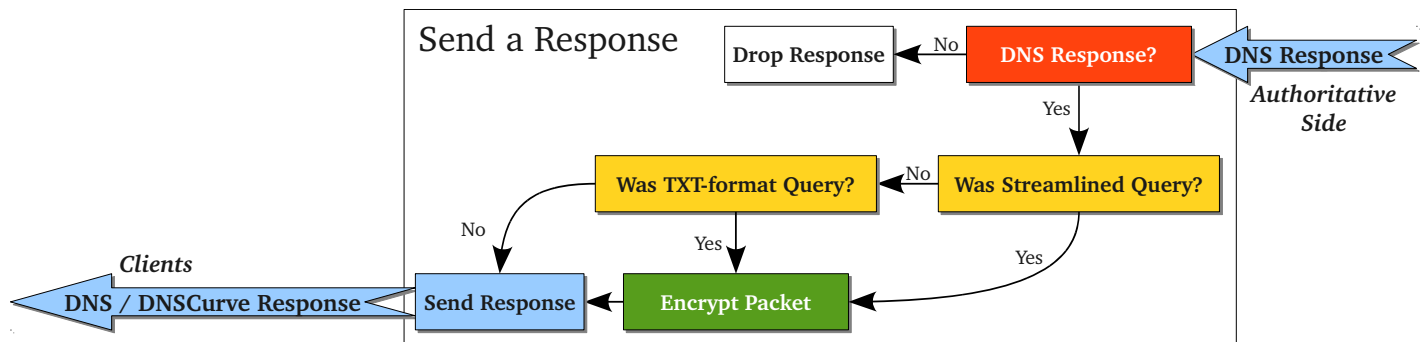 Send a Response
Drop Response
No
DNS Response?
DNS Response
Authoritative
Side
Yes
Was TXT-format Query?
No
Was Streamlined Query?
No
Yes
Yes
Clients
DNS / DNSCurve Response
Send Response
Encrypt Packet